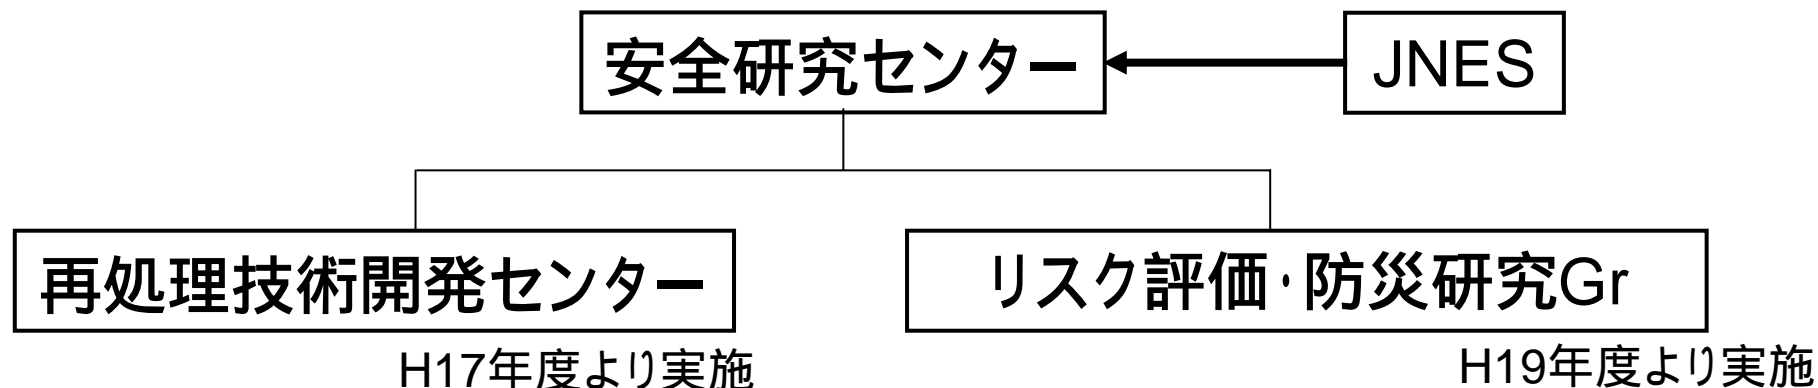 安全研究センター
JNES
再処理技術開発センター
リスク評価・防災研究Gr
H17年度より実施
H19年度より実施